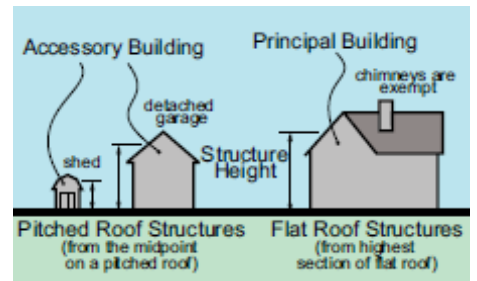 Accessory Building
Principal Building
chimneys are
exempt
detached
garage
shed
Structure
Height
Pitched Roof Structures
(from the midpoint
on a pitched roof)
Flat Roof Structures
(from highest
section of flat roof)